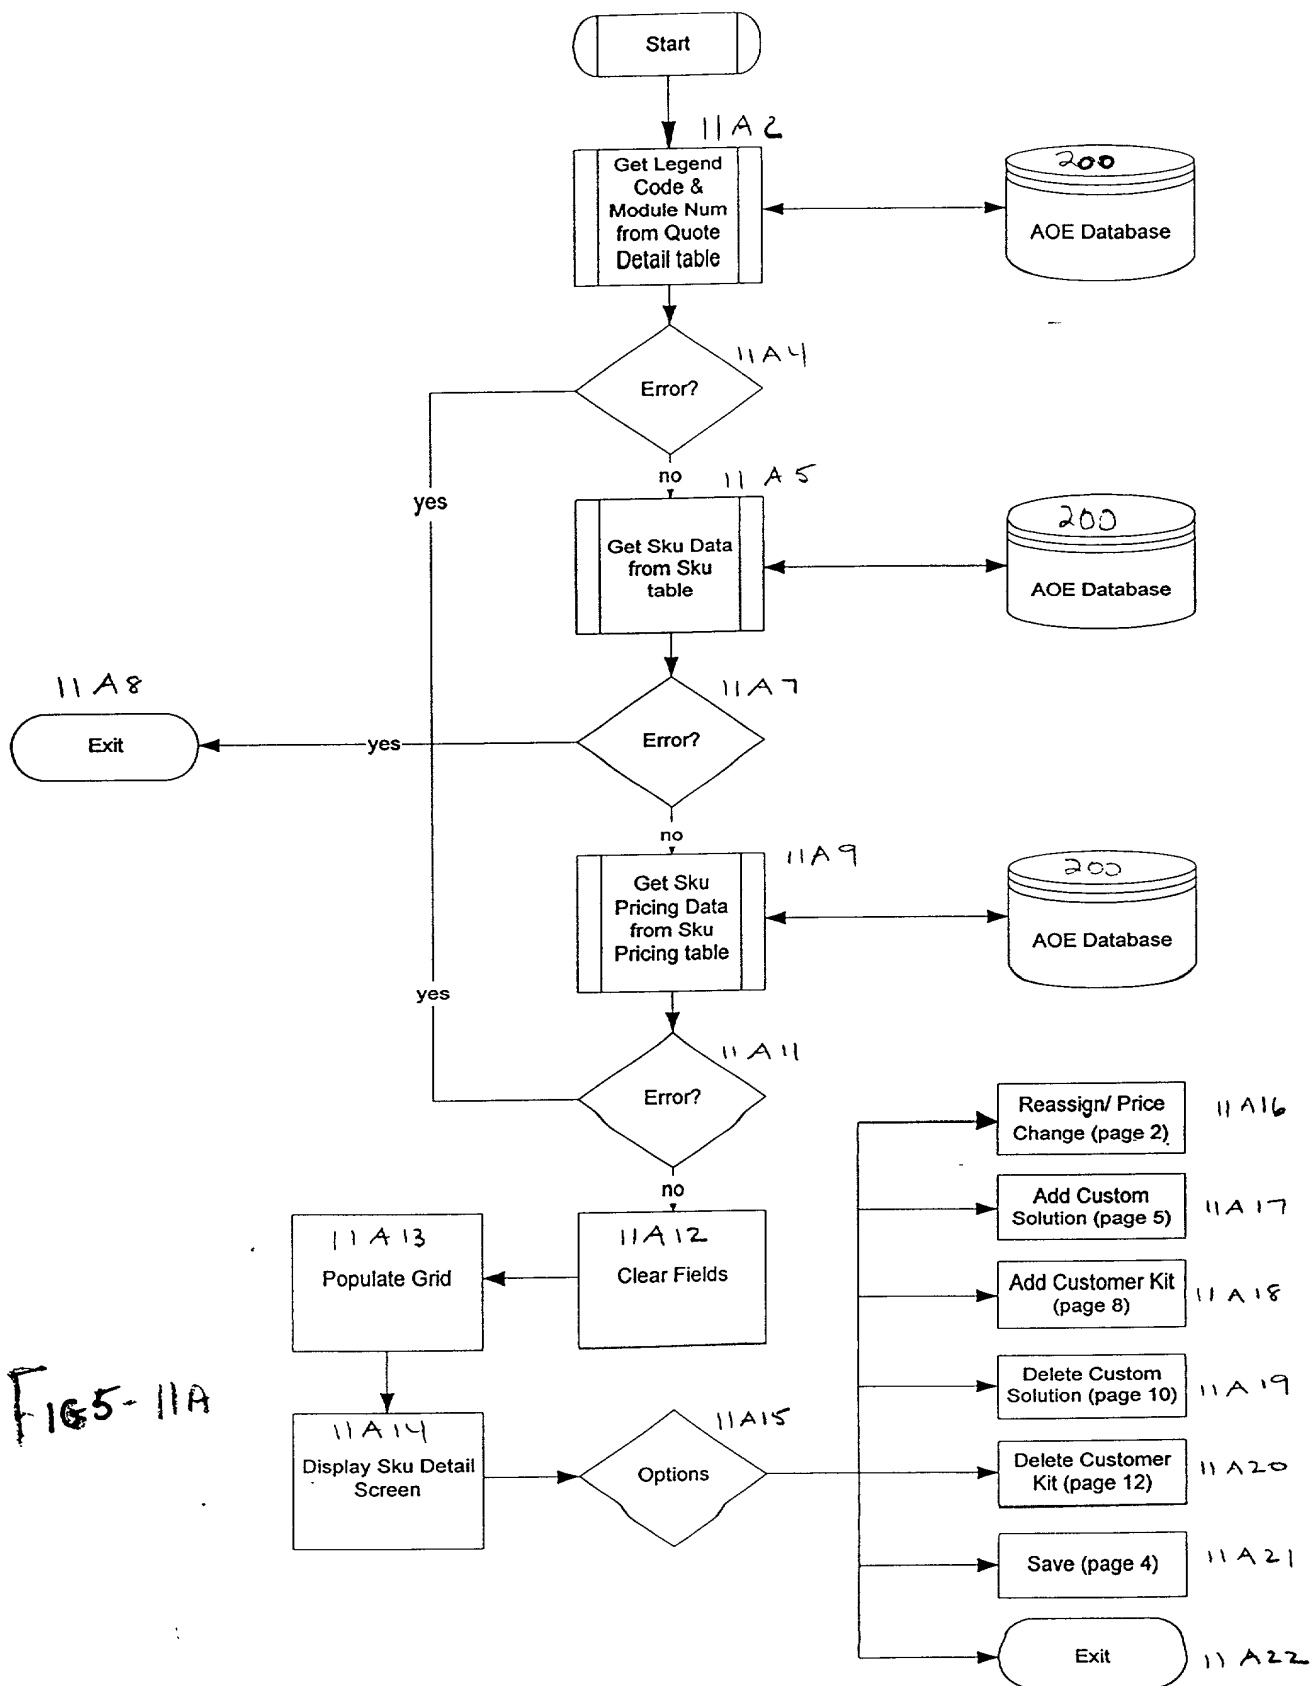 Start
11A2
Get Legend
Code &
Module Num
from Quote
Detail table
200
AOE Database
11A4
Error?
no
yes
11A5
Get Sku Data
from Sku
table
200
AOE Database
11A7
Error?
yes
11A8
Exit
no
11A9
Get Sku
Pricing Data
from Sku
Pricing table
200
AOE Database
yes
11A11
Error?
no
11A12
Clear Fields
11A13
Populate Grid
11A14
Display Sku Detail
Screen
11A15
Options
Reassign/ Price
Change (page 2)
11A16
Add Custom
Solution (page 5)
11A17
Add Customer Kit
(page 8)
11A18
Delete Custom
Solution (page 10)
11A19
Delete Customer
Kit (page 12)
11A20
Save (page 4)
11A21
Exit
11A22
FIG5-11A